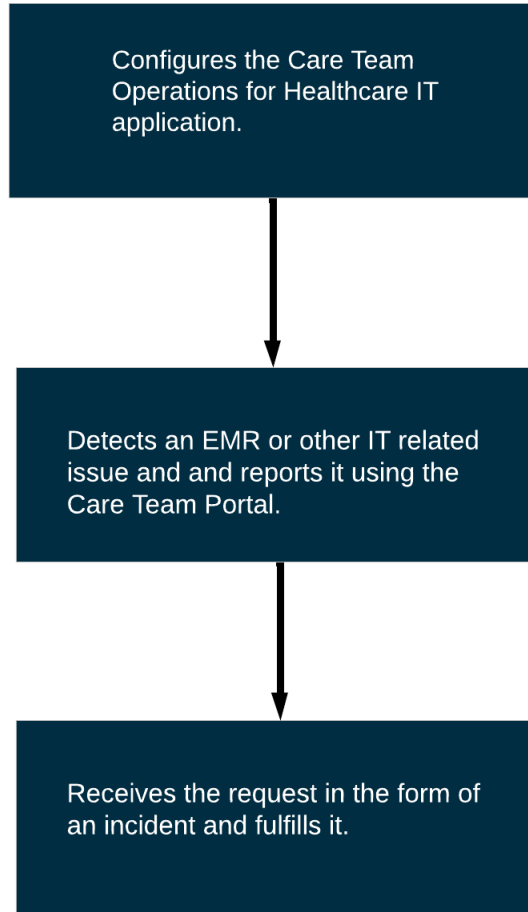 Configures the Care Team
Operations for Healthcare IT
application.
Detects an EMR or other IT related
issue and and reports it using the
Care Team Portal.
Receives the request in the form of
an incident and fulfills it.